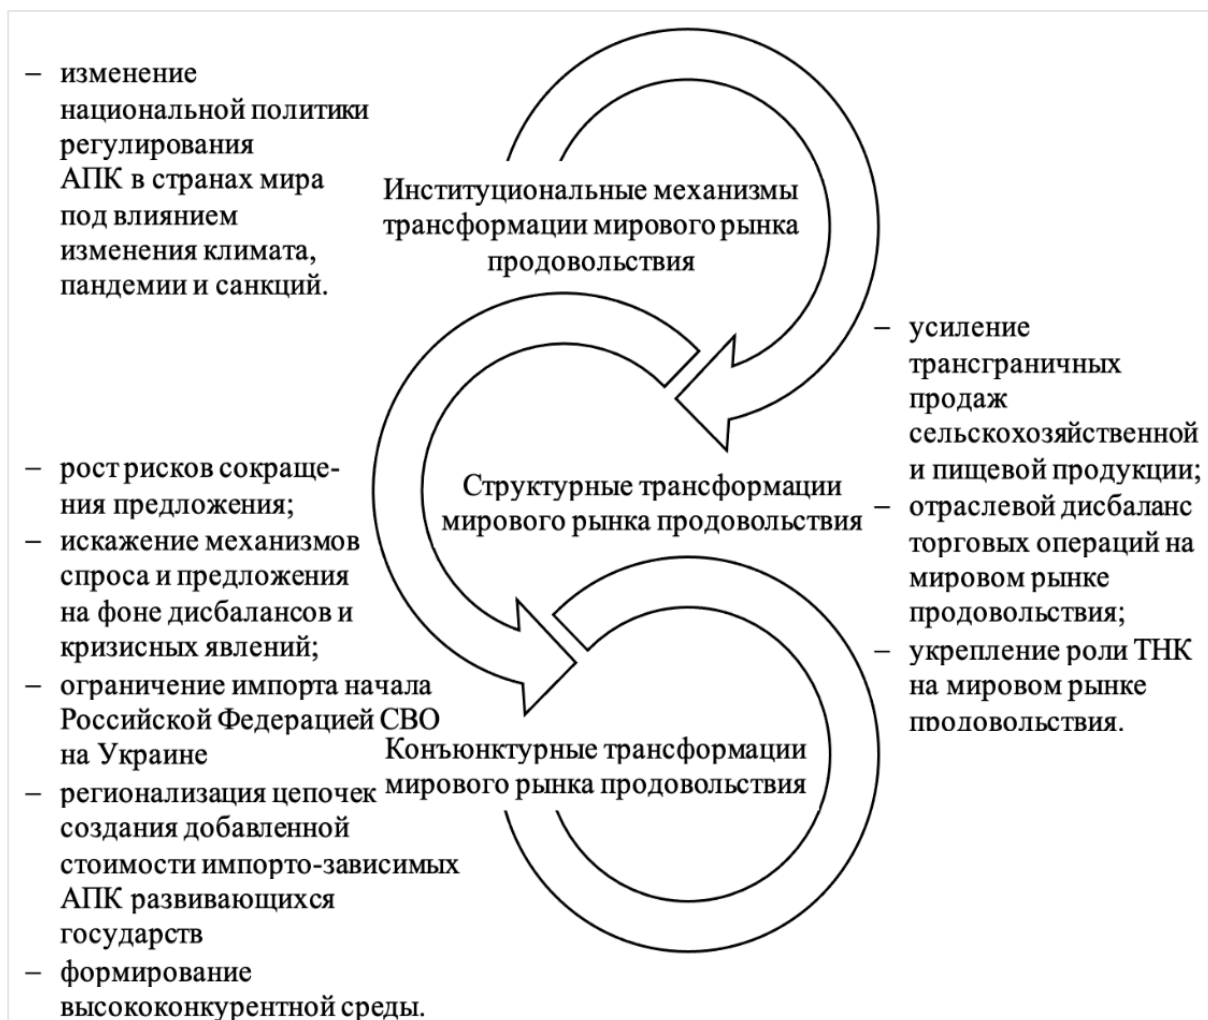 – изменение
национальной политики
регулирования
АПК в странах мира
под влиянием
изменения климата,
пандемии и санкций.
Институциональные механизмы
трансформации мирового рынка
продовольствия
– усиление
трансграничных
продаж
сельскохозяйственной
и пищевой продукции;
– отраслевой дисбаланс
торговых операций на
мировом рынке
продовольствия;
– укрепление роли ТНК
на мировом рынке
продовольствия.
Структурные трансформации
мирового рынка продовольствия
– рост рисков сокраще-
ния предложения;
– искажение механизмов
спроса и предложения
на фоне дисбалансов и
кризисных явлений;
– ограничение импорта начала
Российской Федерацией СВО
на Украине
– регионализация цепочек
создания добавленной
стоимости импорто-зависимых
АПК развивающихся
государств
– формирование
высококонкурентной среды.
Конъюнктурные трансформации
мирового рынка продовольствия